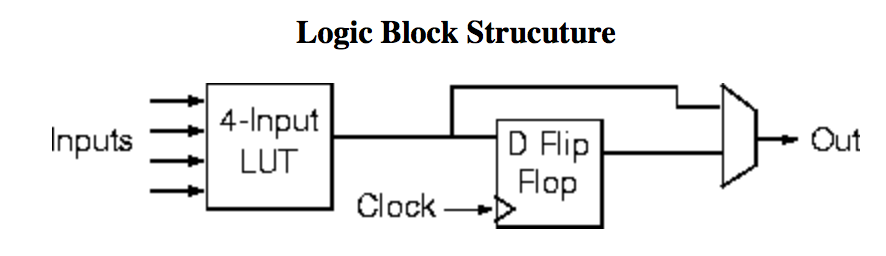 Logic Block Strucuture
Inputs
4-Input
LUT
Clock
D Flip
Flop
Out